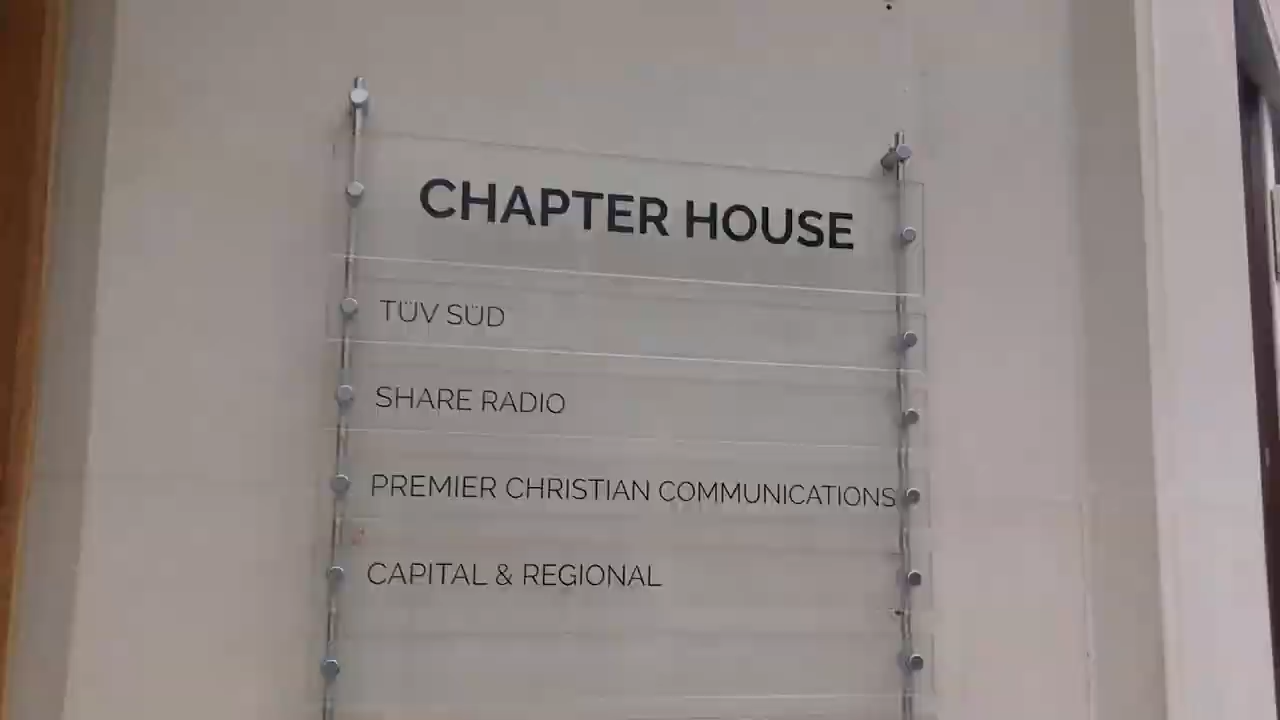 CHAPTER HOUSE
TÜV SÜD
SHARE RADIO
PREMIER CHRISTIAN COMMUNICATIONS
CAPITAL & REGIONAL